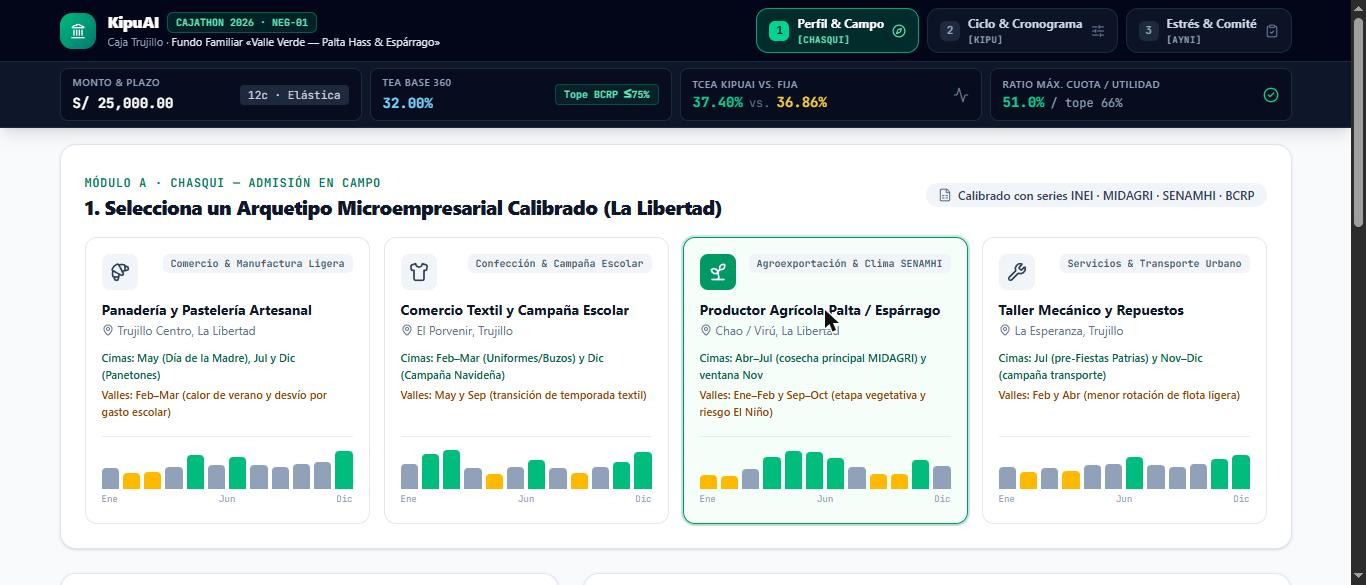 KipuAI
CAJATHON 2026 · NEG-01
Caja Trujillo · Fundo Familiar «Valle Verde — Palta Hass & Espárrago»
1
Perfil & Campo
[CHASQUI]
2
Ciclo & Cronograma
[KIPU]
3
Estrés & Comité
[AYNI]
MONTO & PLAZO
S/ 25,000.00
12c · Elástica
TEA BASE 360
32.00%
Tope BCRP ≤75%
TCEA KIPUAI VS. FIJA
37.40% vs. 36.86%
RATIO MÁX. CUOTA / UTILIDAD
51.0% / tope 66%
MÓDULO A · CHASQUI — ADMISIÓN EN CAMPO
1. Selecciona un Arquetipo Microempresarial Calibrado (La Libertad)
Calibrado con series INEI · MIDAGRI · SENAMHI · BCRP
Comercio & Manufactura Ligera
Panadería y Pastelería Artesanal
Trujillo Centro, La Libertad
Cimas: May (Día de la Madre), Jul y Dic
(Panetones)
Valles: Feb–Mar (calor de verano y desvío por
gasto escolar)
Ene Jun Dic
Confección & Campaña Escolar
Comercio Textil y Campaña Escolar
El Porvenir, Trujillo
Cimas: Feb–Mar (Uniformes/Buzos) y Dic
(Campaña Navideña)
Valles: May y Sep (transición de temporada textil)
Ene Jun Dic
Agroexportación & Clima SENAMHI
Productor Agrícola Palta / Espárrago
Chao / Virú, La Libertad
Cimas: Abr–Jul (cosecha principal MIDAGRI) y
ventana Nov
Valles: Ene–Feb y Sep–Oct (etapa vegetativa y
riesgo El Niño)
Ene Jun Dic
Servicios & Transporte Urbano
Taller Mecánico y Repuestos
La Esperanza, Trujillo
Cimas: Jul (pre-Fiestas Patrias) y Nov–Dic
(campaña transporte)
Valles: Feb y Abr (menor rotación de flota ligera)
Ene Jun Dic